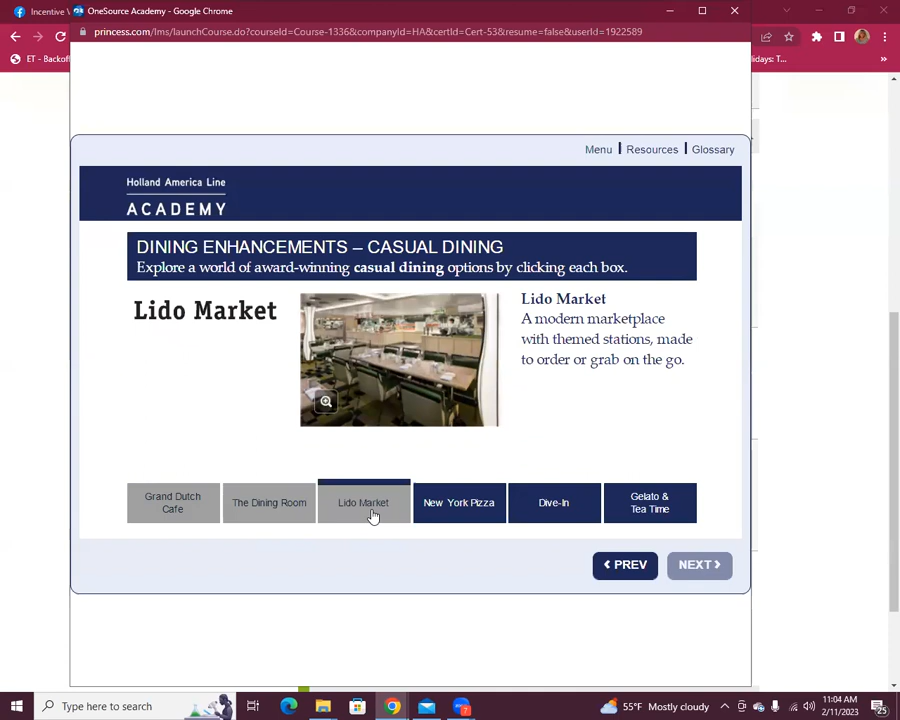 Incentive V
OneSource Academy - Google Chrome
princess.com/lms/launchCourse.do?courseId=Course-1336&companyId=HA&certId=Cert-53&resume=false&userId=1922589
ET - Backoff
lidays: T...
Menu | Resources | Glossary
Holland America Line
ACADEMY
DINING ENHANCEMENTS – CASUAL DINING
Explore a world of award-winning casual dining options by clicking each box.
Lido Market
Lido Market
A modern marketplace
with themed stations, made
to order or grab on the go.
Grand Dutch
Cafe
The Dining Room
Lido Market
New York Pizza
Dive-In
Gelato &
Tea Time
PREV
NEXT
Type here to search
7
55°F Mostly cloudy
11:04 AM
2/11/2023
25